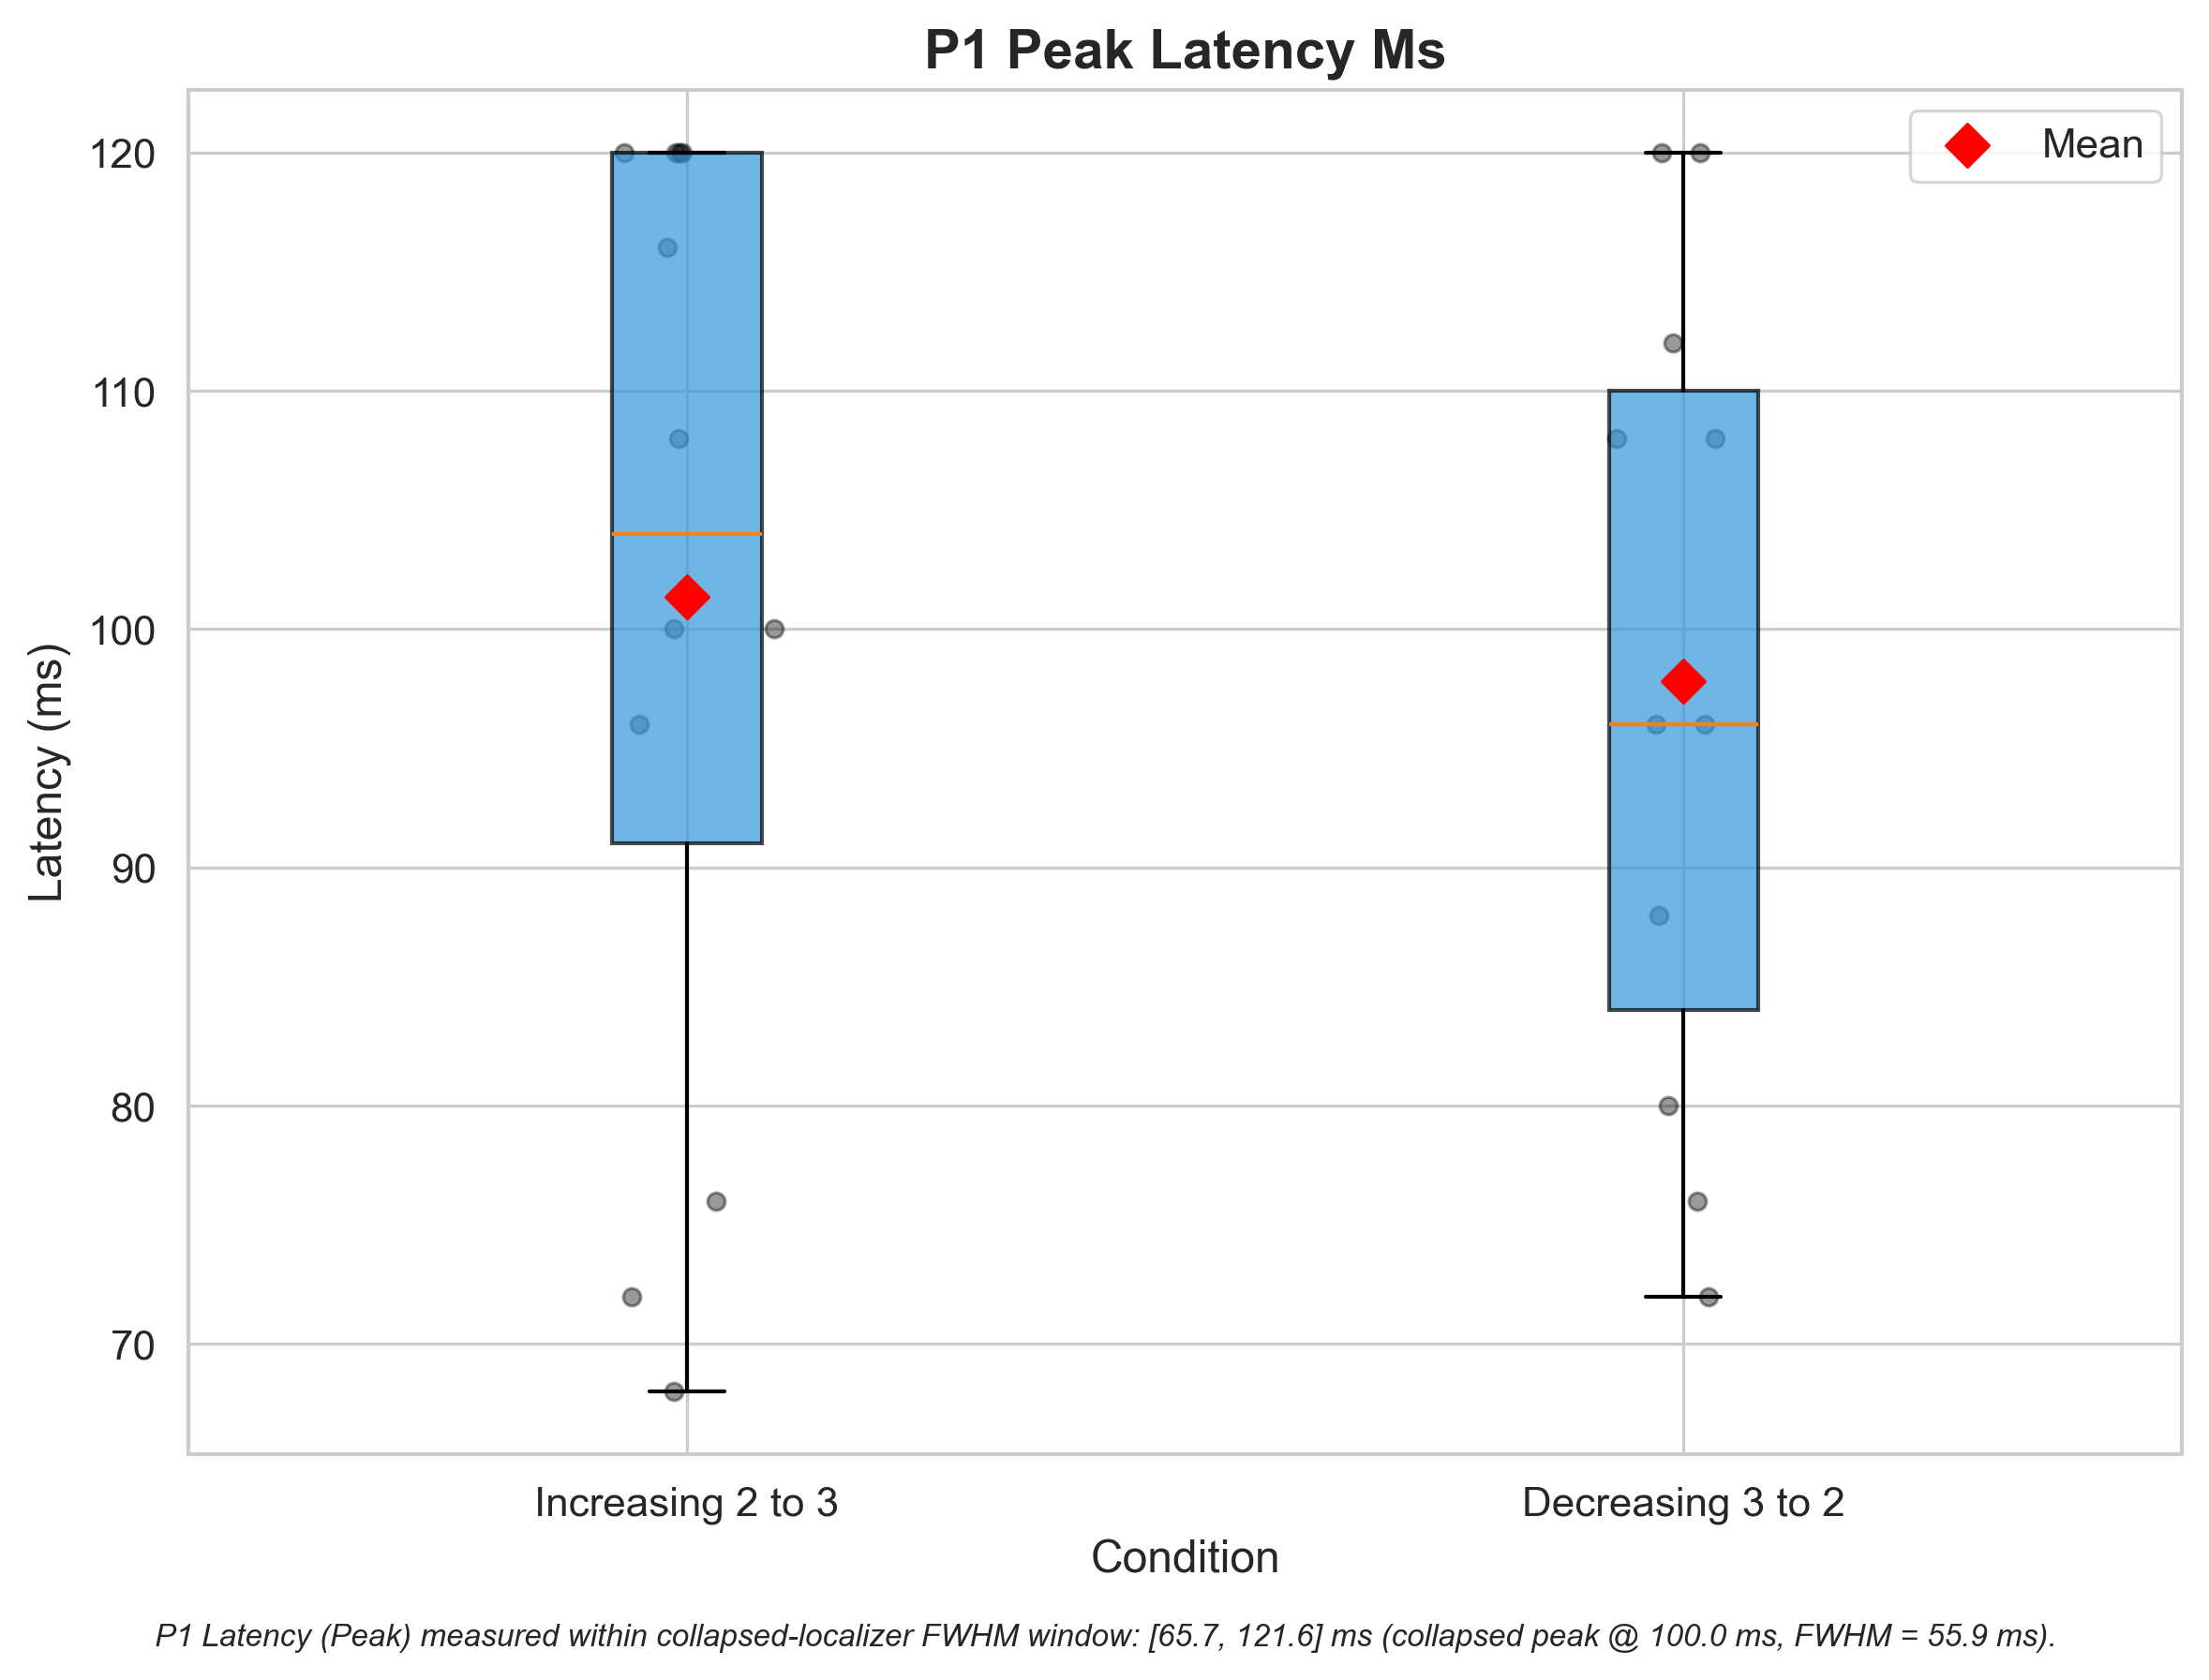 P1 Peak Latency Ms
Mean
120
110
100
90
80
70
Latency (ms)
Increasing 2 to 3
Decreasing 3 to 2
Condition
P1 Latency (Peak) measured within collapsed-localizer FWHM window: [65.7, 121.6] ms (collapsed peak @ 100.0 ms, FWHM = 55.9 ms).